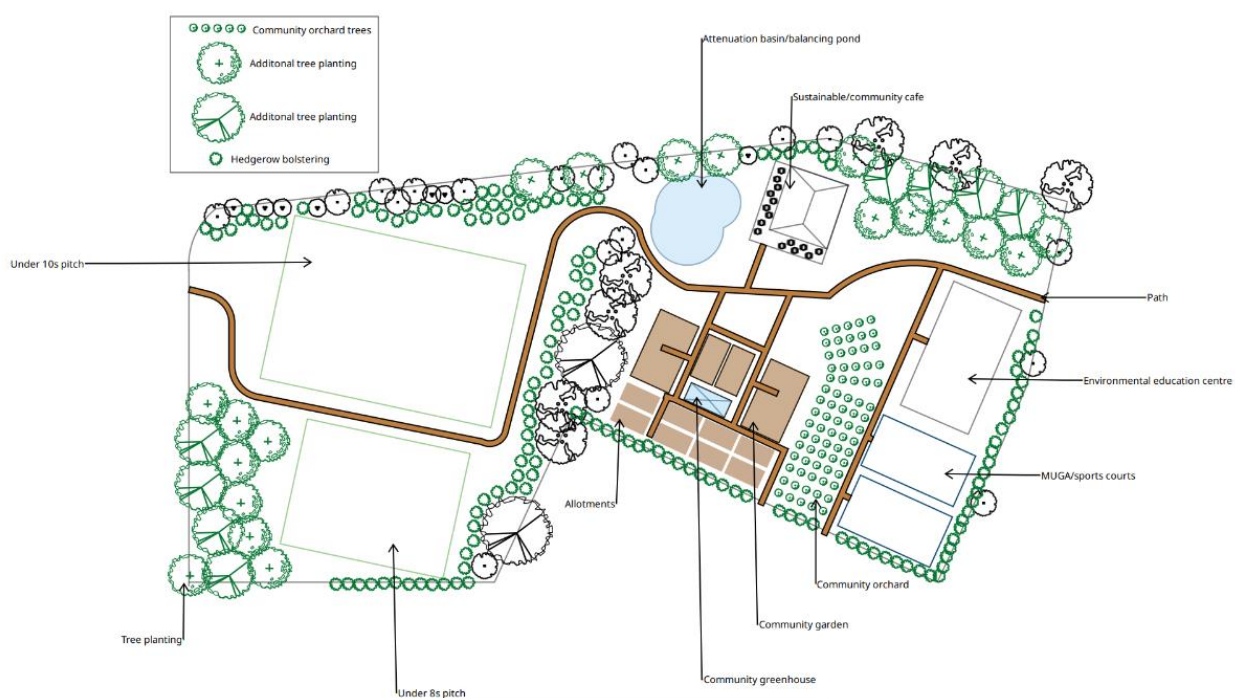 Community orchard trees
Additonal tree planting
Additonal tree planting
Hedgerow bolstering
Attenuation basin/balancing pond
Sustainable/community cafe
Under 10s pitch
Path
Environmental education centre
MUGA/sports courts
Allotments
Community orchard
Community garden
Tree planting
Community greenhouse
Under 8s pitch